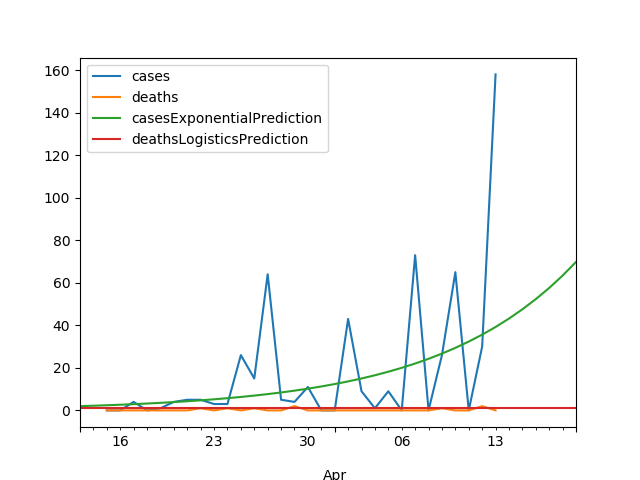 160
140
120
100
80
60
40
20
0
cases
deaths
casesExponentialPrediction
deathsLogisticsPrediction
16 23 30 06 13
Apr